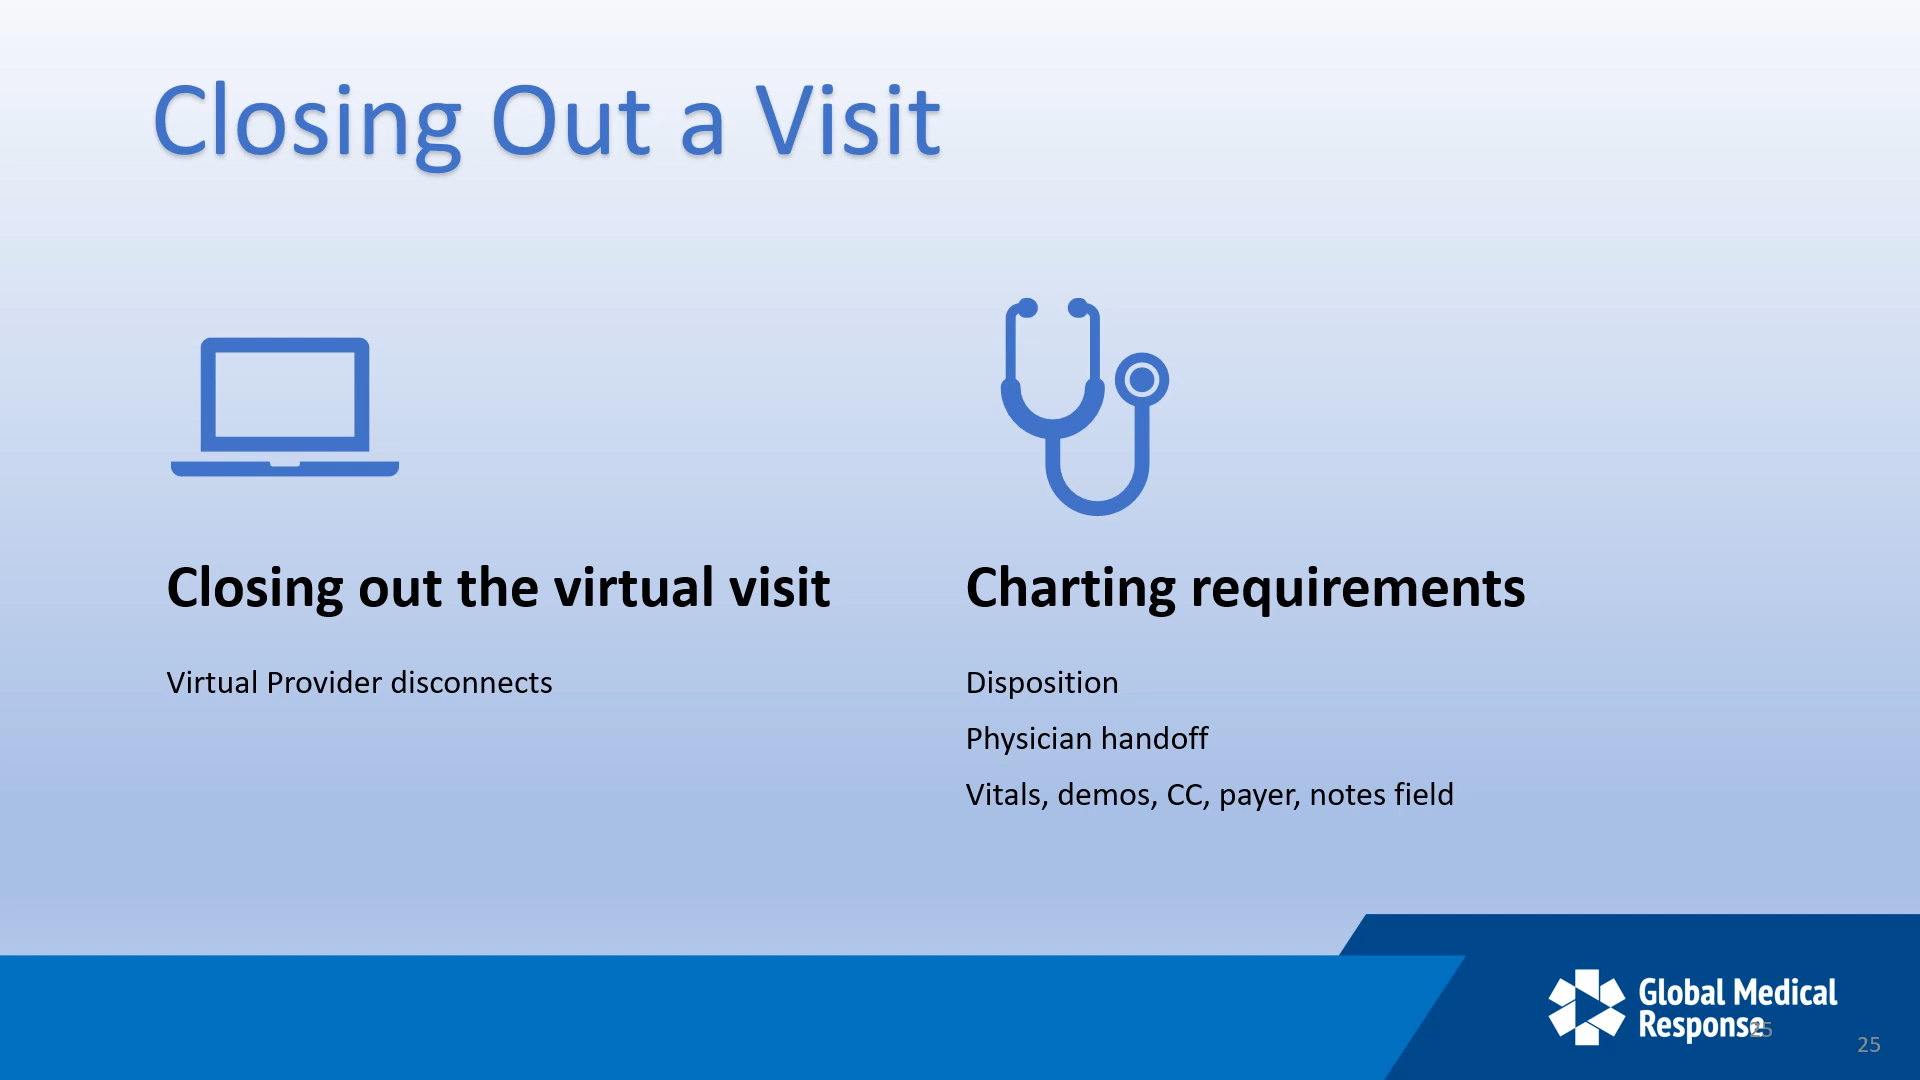 Closing Out a Visit
Closing out the virtual visit
Virtual Provider disconnects
Charting requirements
Disposition
Physician handoff
Vitals, demos, CC, payer, notes field
Global Medical
Response
25
25